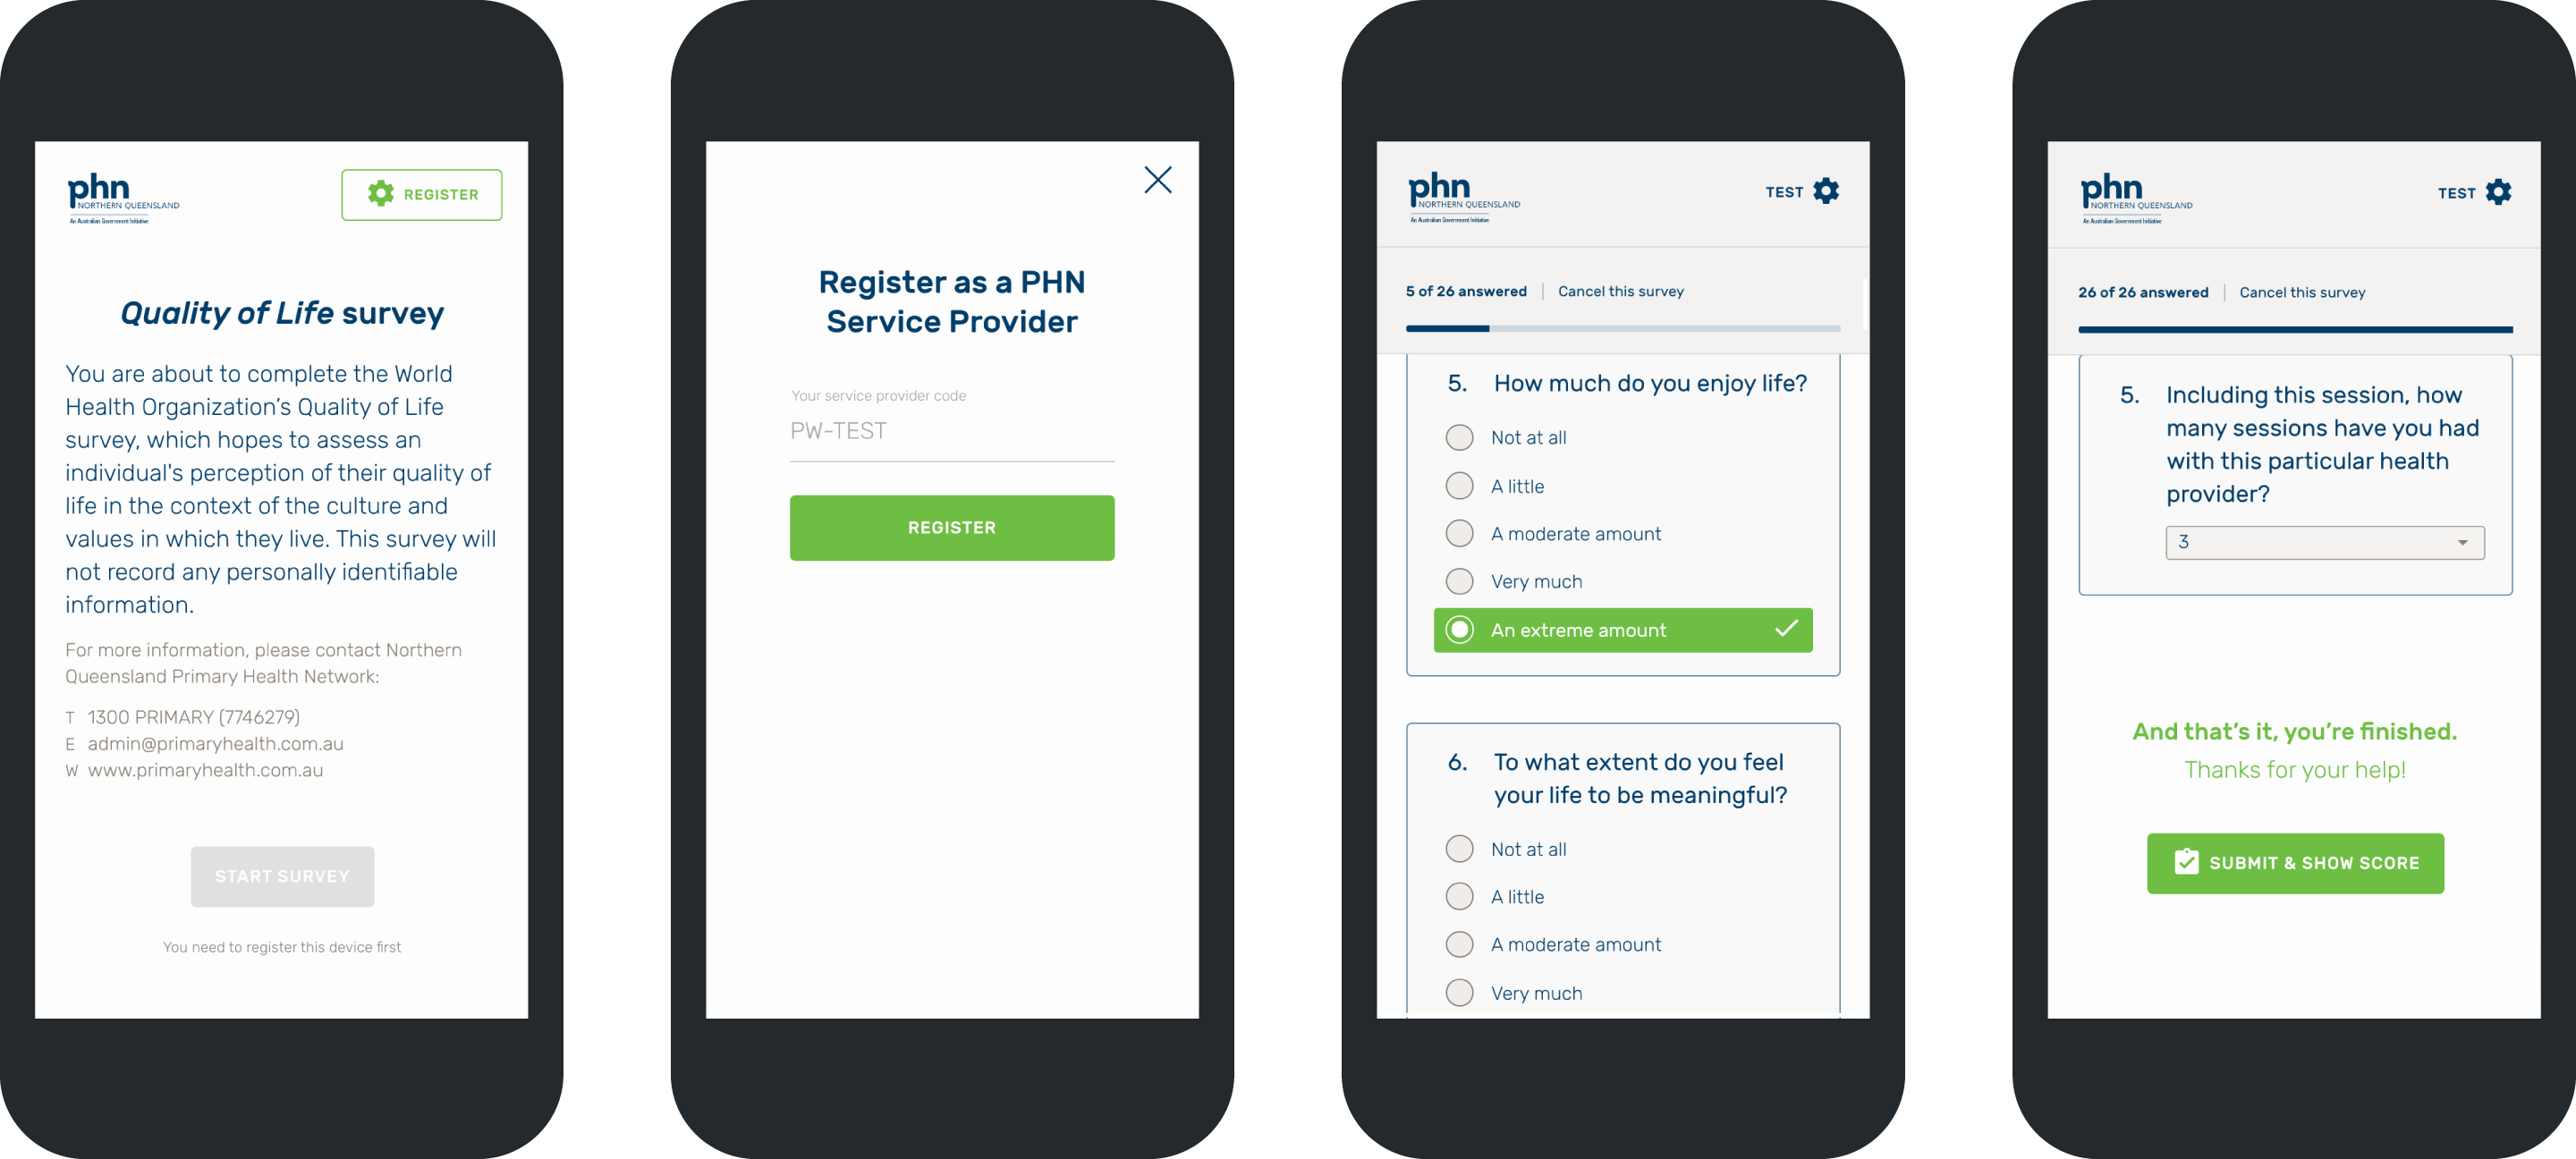 phn
NORTHERN QUEENSLAND
An Australian Government Initiative
REGISTER
Quality of Life survey
You are about to complete the World
Health Organization’s Quality of Life
survey, which hopes to assess an
individual's perception of their quality of
life in the context of the culture and
values in which they live. This survey will
not record any personally identifiable
information.
For more information, please contact Northern
Queensland Primary Health Network:
T 1300 PRIMARY (7746279)
E admin@primaryhealth.com.au
W www.primaryhealth.com.au
START SURVEY
You need to register this device first
Register as a PHN
Service Provider
Your service provider code
PW-TEST
REGISTER
phn
NORTHERN QUEENSLAND
An Australian Government Initiative
TEST
5 of 26 answered | Cancel this survey
5. How much do you enjoy life?
Not at all
A little
A moderate amount
Very much
An extreme amount
6. To what extent do you feel
your life to be meaningful?
Not at all
A little
A moderate amount
Very much
phn
NORTHERN QUEENSLAND
An Australian Government Initiative
TEST
26 of 26 answered | Cancel this survey
5. Including this session, how
many sessions have you had
with this particular health
provider?
3
And that’s it, you’re finished.
Thanks for your help!
SUBMIT & SHOW SCORE